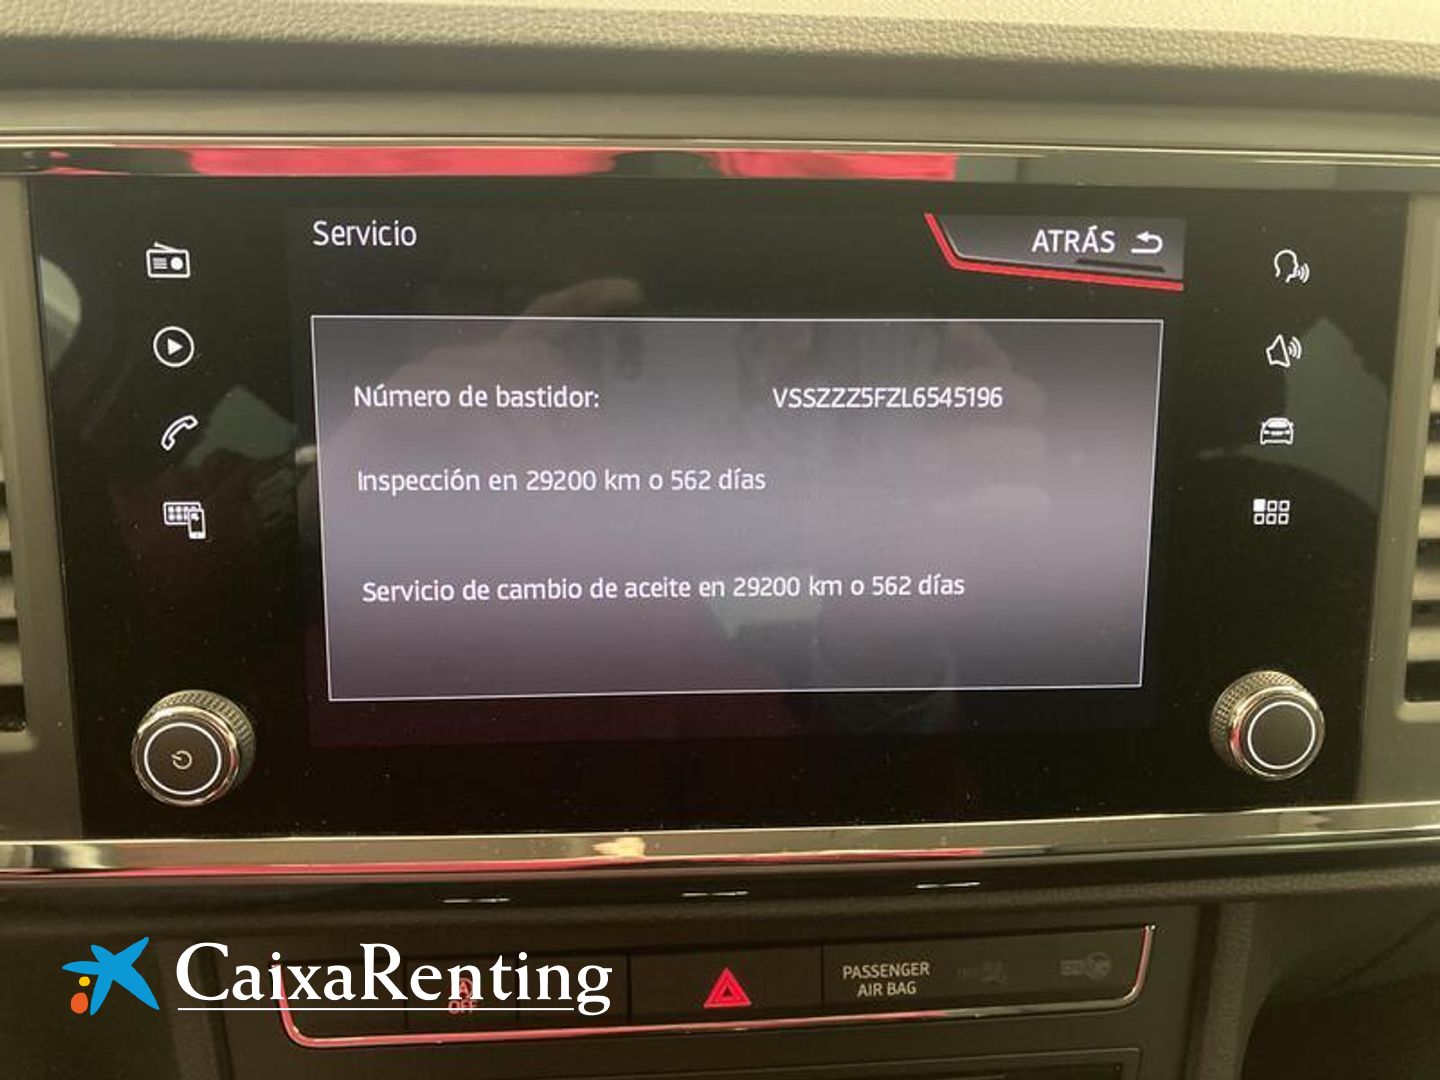 Servicio
ATRÁS
Número de bastidor: VSSZZZ5FZL6545196
Inspección en 29200 km o 562 días
Servicio de cambio de aceite en 29200 km o 562 días
CaixaRenting
A
OFF
PASSENGER
AIR BAG